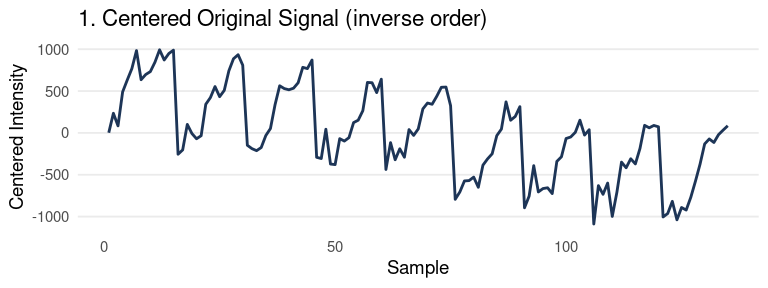 1. Centered Original Signal (inverse order)
1000
500
0
-500
-1000
Centered Intensity
0 50 100
Sample